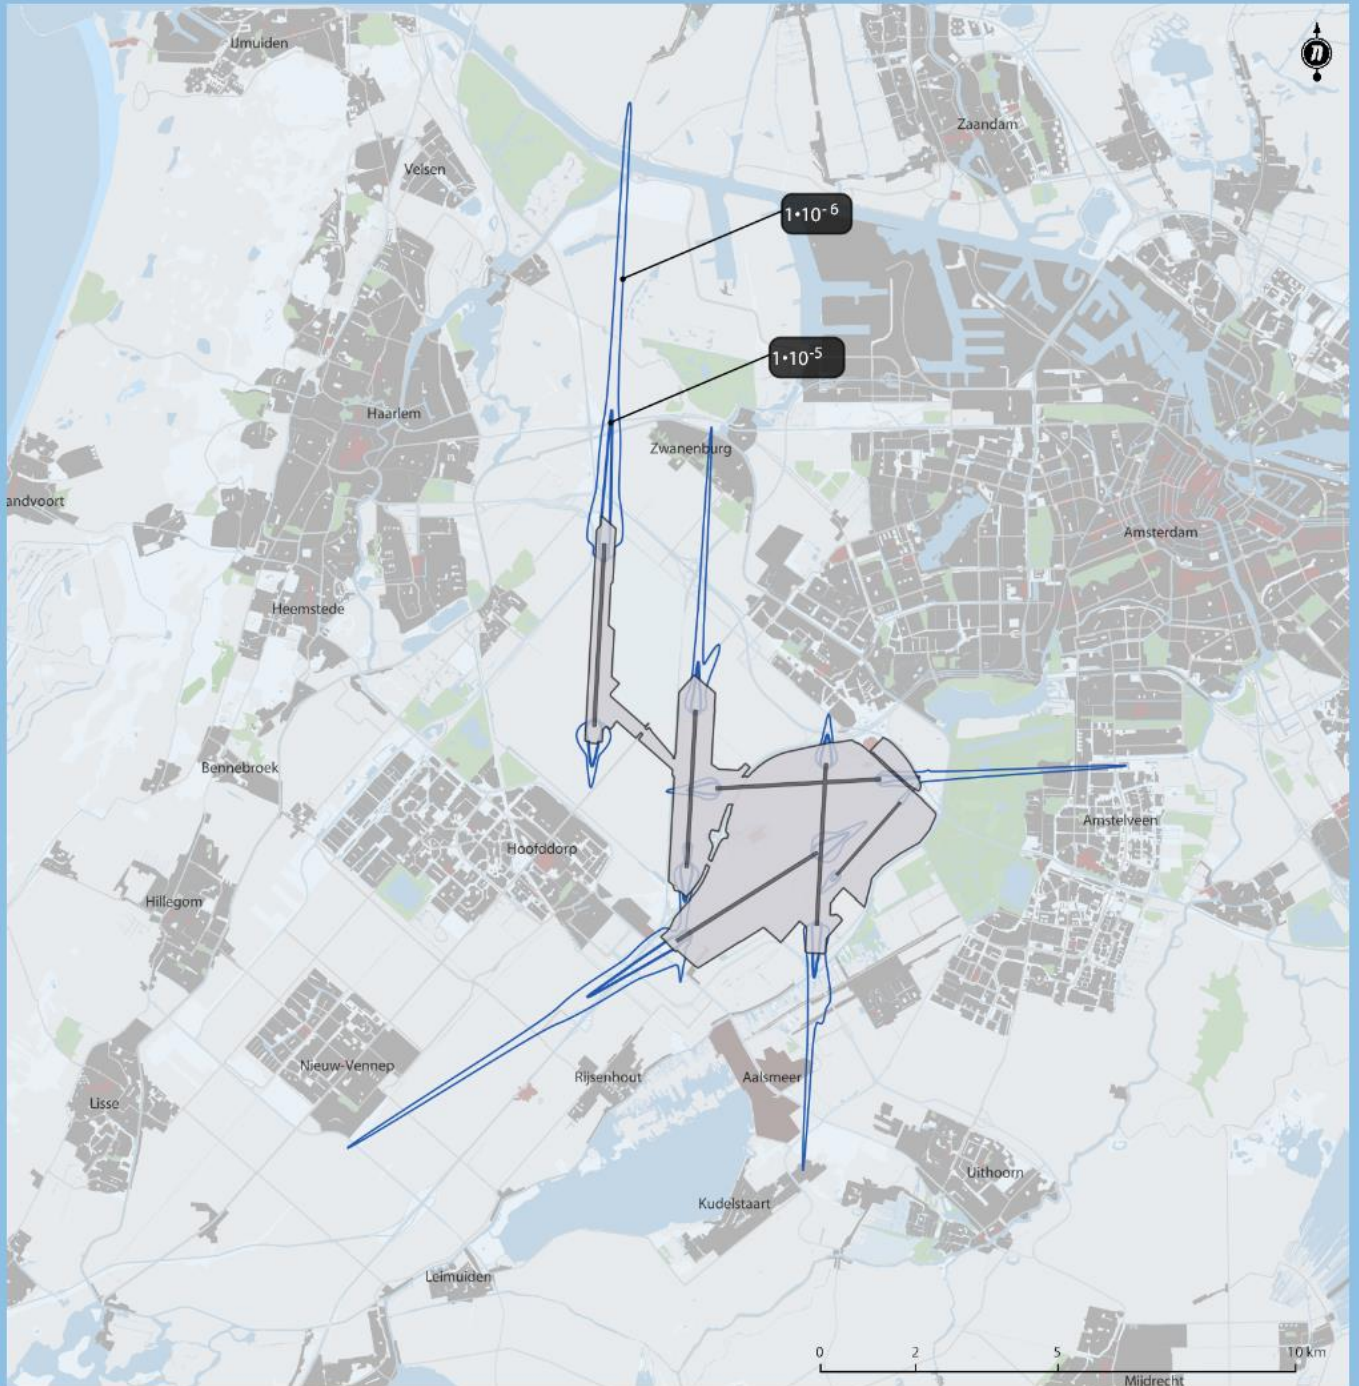 IJmuiden
n
Zaandam
Velsen
1•10⁻⁶
1•10⁻⁵
Haarlem
Zwanenburg
andvoort
Amsterdam
Heemstede
Bennebroek
Amstelveen
Hoofddorp
Hillegom
Nieuw-Vennep
Rijsenhout
Aalsmeer
Lisse
Uithoorn
Kudelstaart
Leimuiden
0 2 5 10 km
Mijdrecht